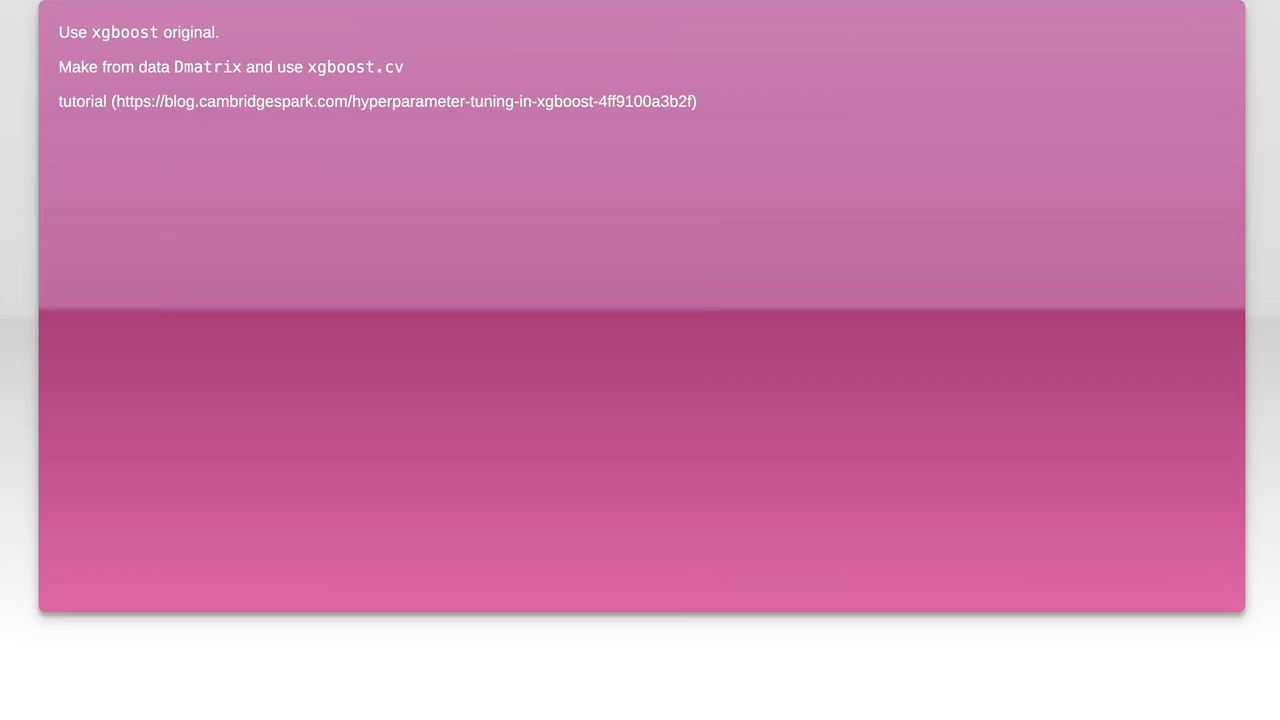 Use xgboost original.
Make from data Dmatrix and use xgboost.cv
tutorial (https://blog.cambridgespark.com/hyperparameter-tuning-in-xgboost-4ff9100a3b2f)